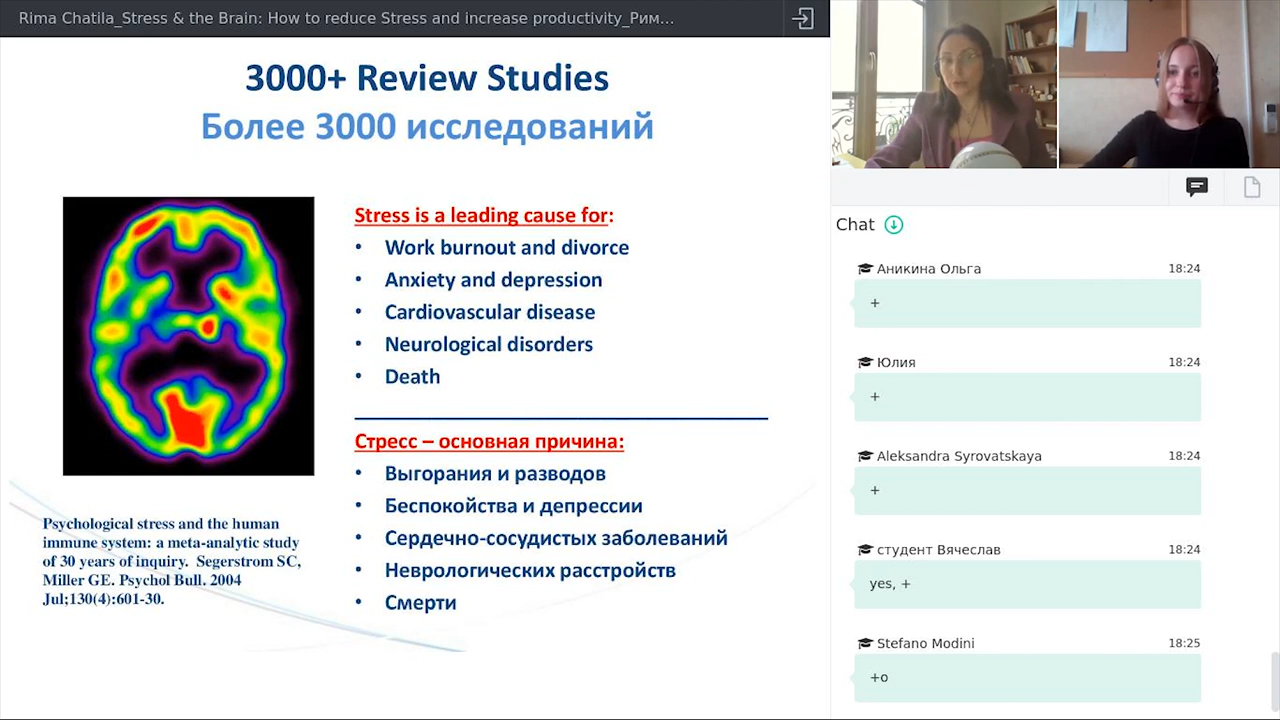 Rima Chatila_Stress & the Brain: How to reduce Stress and increase productivity_Рим...
3000+ Review Studies
Более 3000 исследований
Stress is a leading cause for:
• Work burnout and divorce
• Anxiety and depression
• Cardiovascular disease
• Neurological disorders
• Death
Стресс – основная причина:
• Выгорания и разводов
• Беспокойства и депрессии
• Сердечно-сосудистых заболеваний
• Неврологических расстройств
• Смерти
Psychological stress and the human
immune system: a meta-analytic study
of 30 years of inquiry. Segerstrom SC,
Miller GE. Psychol Bull. 2004
Jul;130(4):601-30.
Chat
Аникина Ольга 18:24
+
Юлия 18:24
+
Aleksandra Syrovatskaya 18:24
+
студент Вячеслав 18:24
yes, +
Stefano Modini 18:25
+о